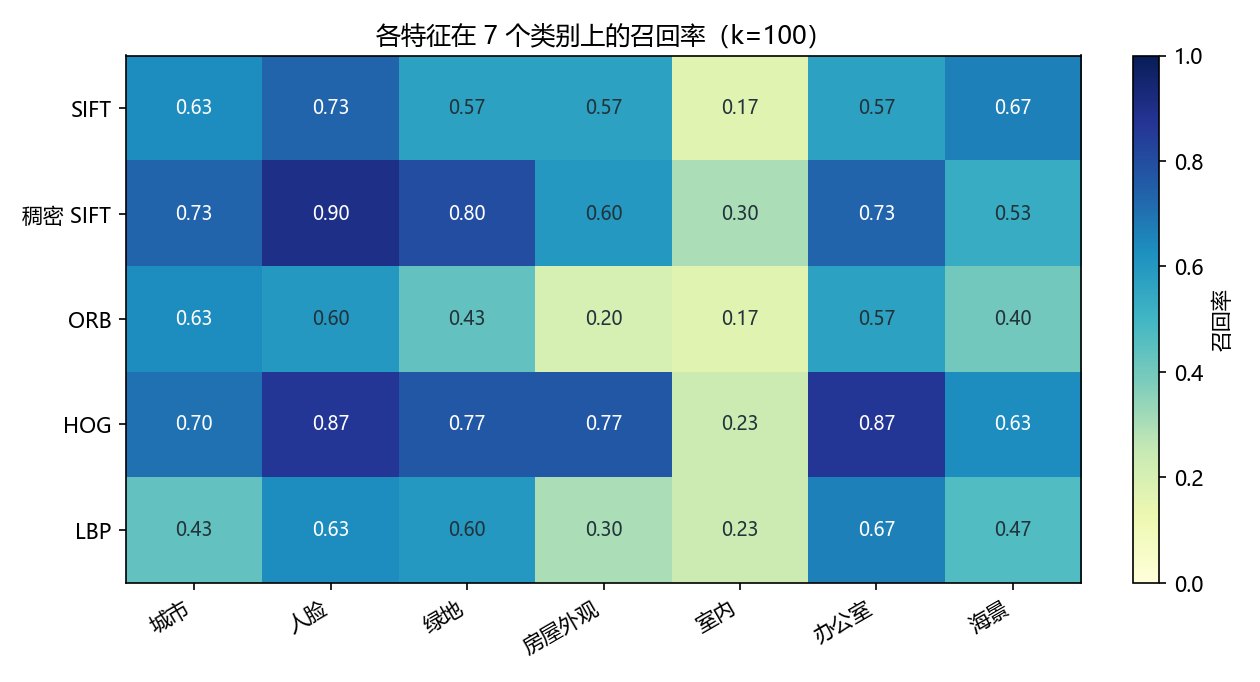 各特征在 7 个类别上的召回率（k=100）
SIFT 0.63 0.73 0.57 0.57 0.17 0.57 0.67
稠密 SIFT 0.73 0.90 0.80 0.60 0.30 0.73 0.53
ORB 0.63 0.60 0.43 0.20 0.17 0.57 0.40
HOG 0.70 0.87 0.77 0.77 0.23 0.87 0.63
LBP 0.43 0.63 0.60 0.30 0.23 0.67 0.47
城市 人脸 绿地 房屋外观 室内 办公室 海景
1.0
0.8
0.6
0.4
0.2
0.0
召回率